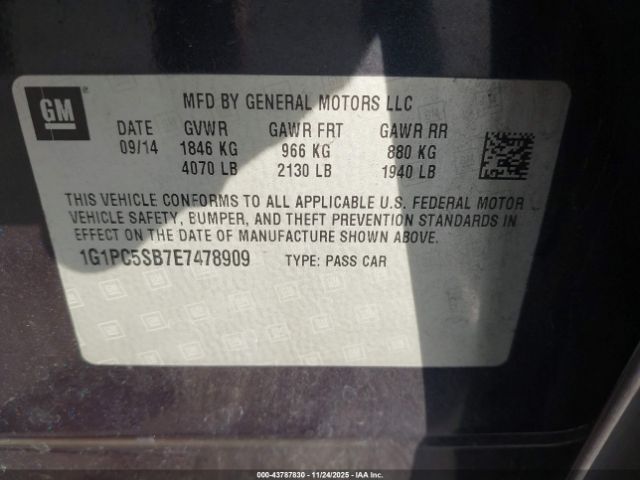 GM
MFD BY GENERAL MOTORS LLC
DATE GVWR GAWR FRT GAWR RR
09/14 1846 KG 966 KG 880 KG
4070 LB 2130 LB 1940 LB
THIS VEHICLE CONFORMS TO ALL APPLICABLE U.S. FEDERAL MOTOR
VEHICLE SAFETY, BUMPER, AND THEFT PREVENTION STANDARDS IN
EFFECT ON THE DATE OF MANUFACTURE SHOWN ABOVE.
1G1PC5SB7E7478909 TYPE: PASS CAR
000-43787830 - 11/24/2025 - IAA Inc.